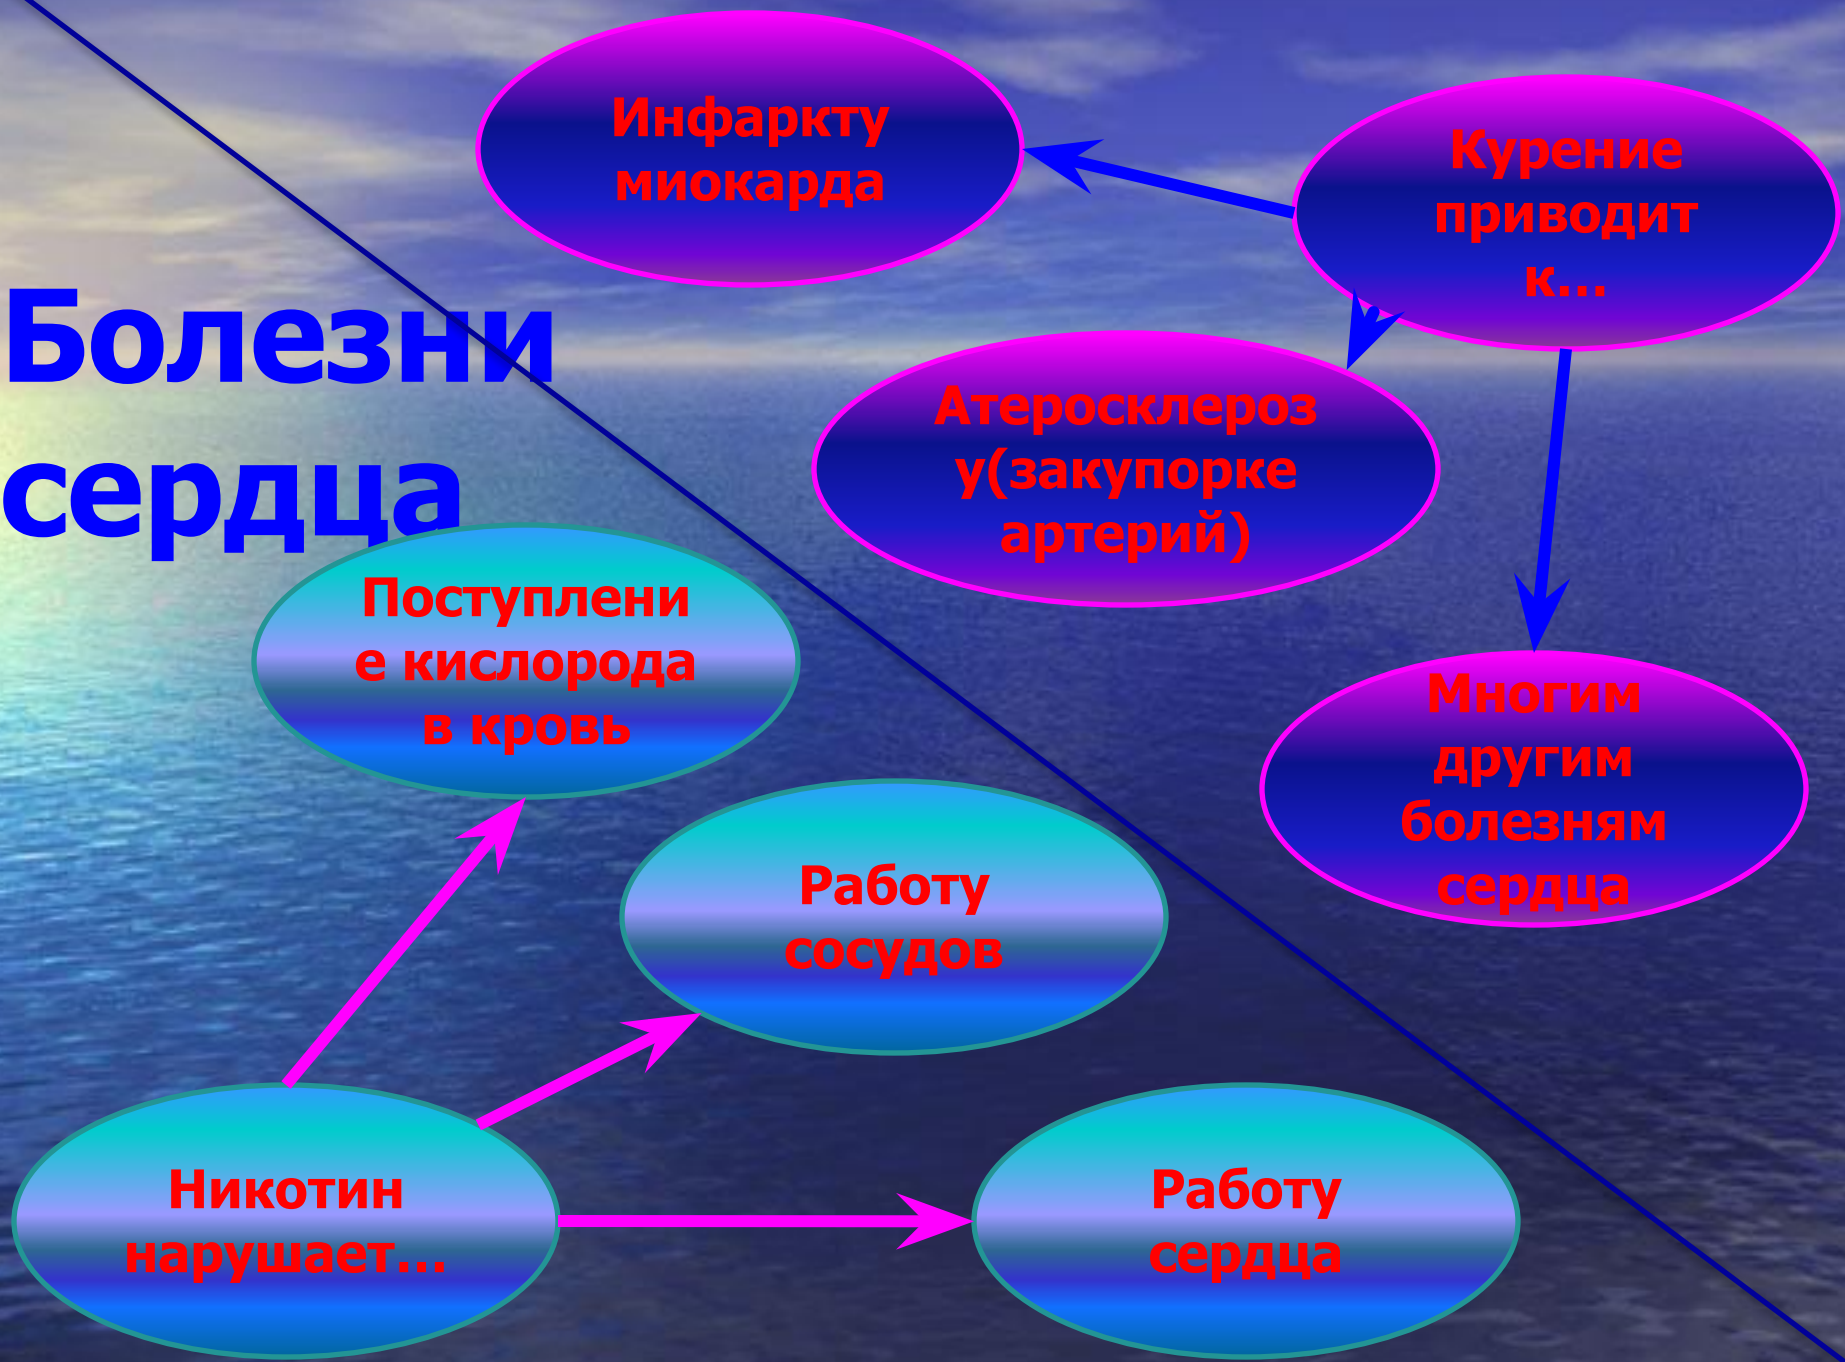 Болезни
сердца
Инфаркту
миокарда
Курение
приводит
к...
Атеросклероз
у(закупорке
артерий)
Многим
другим
болезням
сердца
Поступлени
е кислорода
в кровь
Работу
сосудов
Никотин
нарушает...
Работу
сердца